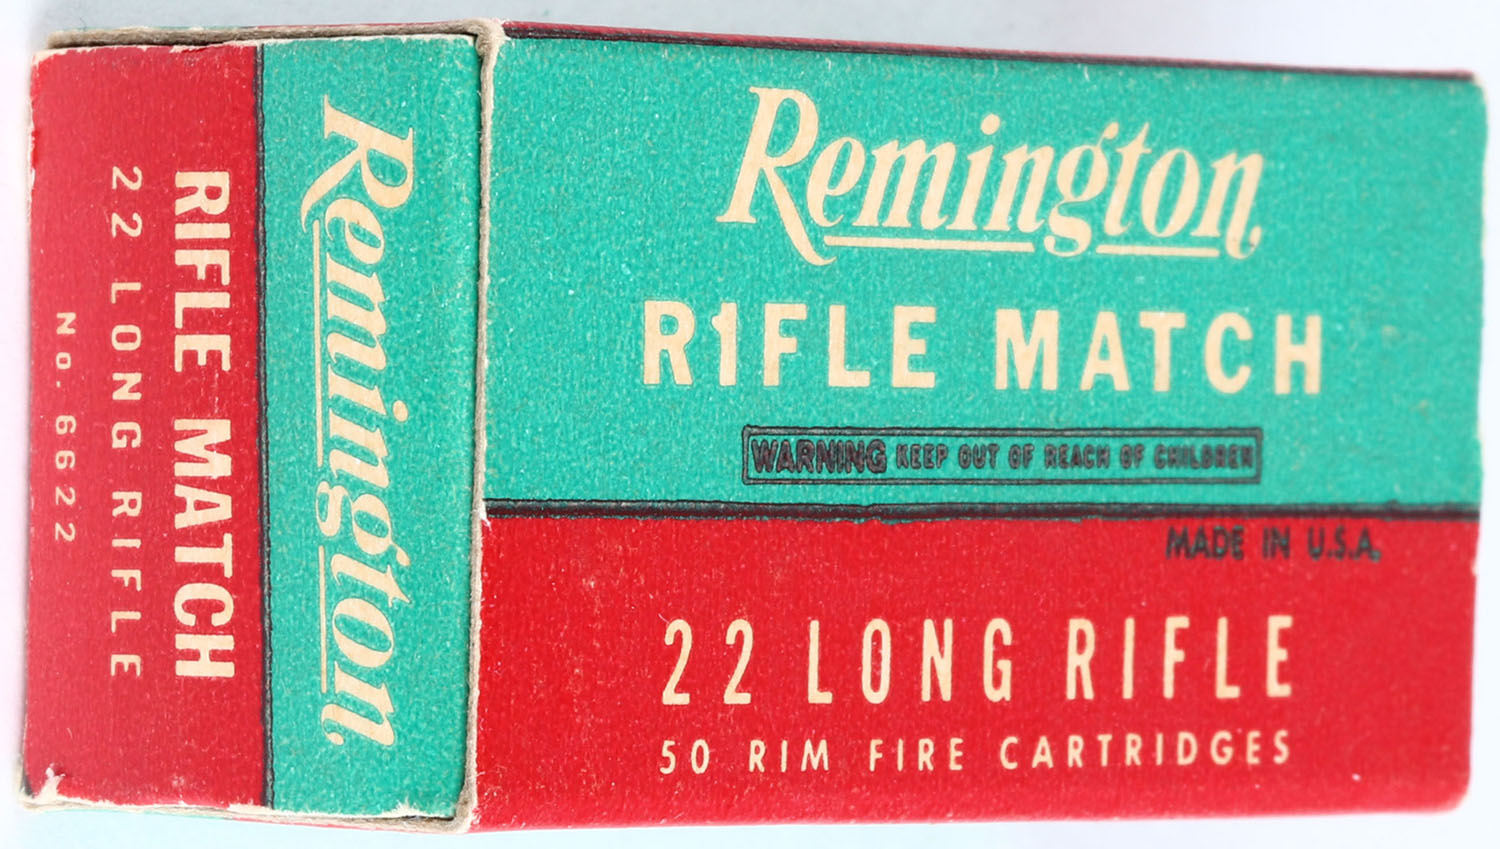 Remington
RIFLE MATCH
WARNING KEEP OUT OF REACH OF CHILDREN
MADE IN U.S.A.
22 LONG RIFLE
50 RIM FIRE CARTRIDGES
Remington
RIFLE MATCH
22 LONG RIFLE
No. 6622